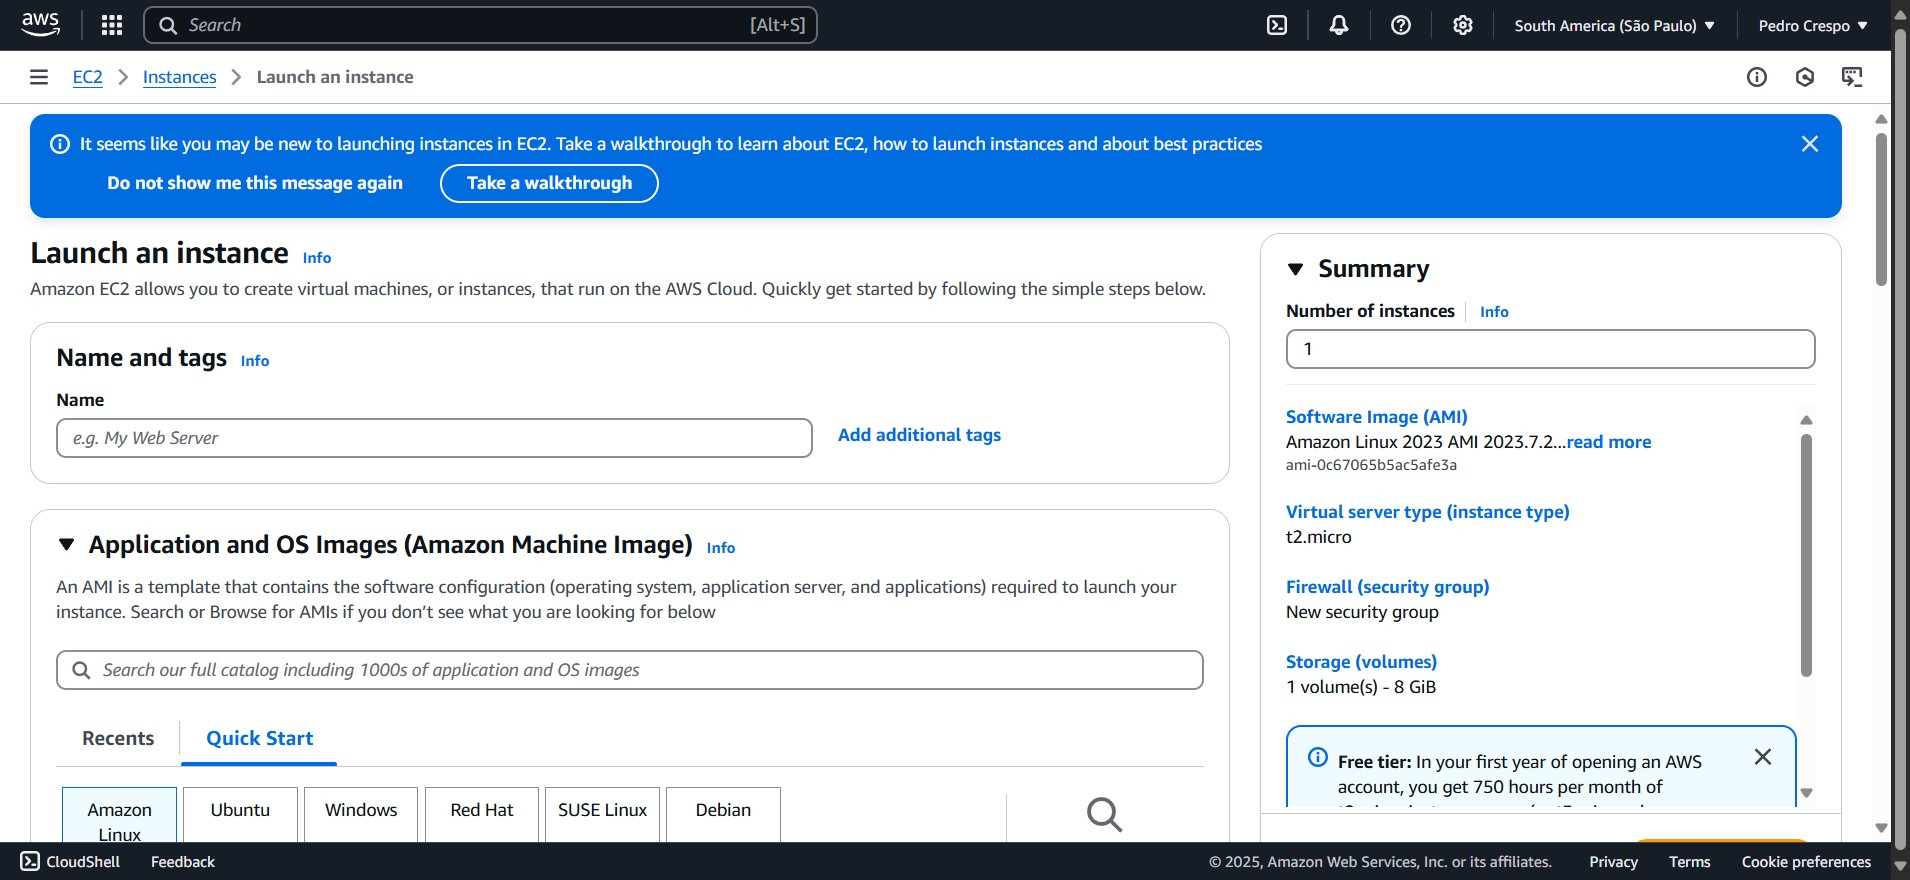 aws
Search [Alt+S]
South America (São Paulo)
Pedro Crespo
EC2
Instances
Launch an instance
It seems like you may be new to launching instances in EC2. Take a walkthrough to learn about EC2, how to launch instances and about best practices
Do not show me this message again
Take a walkthrough
Launch an instance Info
Amazon EC2 allows you to create virtual machines, or instances, that run on the AWS Cloud. Quickly get started by following the simple steps below.
Name and tags Info
Name
e.g. My Web Server
Add additional tags
Application and OS Images (Amazon Machine Image) Info
An AMI is a template that contains the software configuration (operating system, application server, and applications) required to launch your
instance. Search or Browse for AMIs if you don’t see what you are looking for below
Search our full catalog including 1000s of application and OS images
Recents
Quick Start
Amazon
Linux
Ubuntu
Windows
Red Hat
SUSE Linux
Debian
Summary
Number of instances Info
1
Software Image (AMI)
Amazon Linux 2023 AMI 2023.7.2...read more
ami-0c67065b5ac5afe3a
Virtual server type (instance type)
t2.micro
Firewall (security group)
New security group
Storage (volumes)
1 volume(s) - 8 GiB
Free tier: In your first year of opening an AWS
account, you get 750 hours per month of
CloudShell
Feedback
© 2025, Amazon Web Services, Inc. or its affiliates.
Privacy
Terms
Cookie preferences